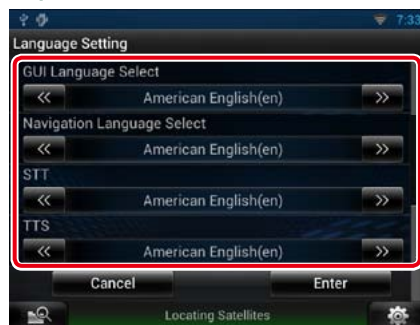 7:33
Language Setting
GUI Language Select
« American English(en) »
Navigation Language Select
« American English(en) »
STT
« American English(en) »
TTS
« American English(en) »
Cancel Enter
Locating Satellites